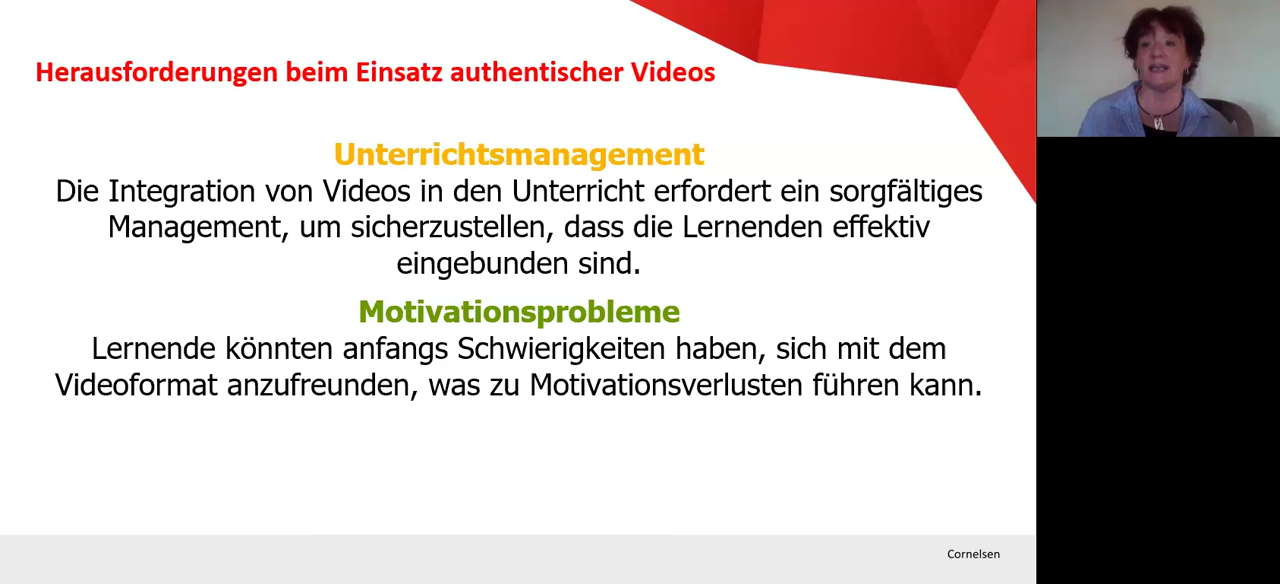 Herausforderungen beim Einsatz authentischer Videos
Unterrichtsmanagement
Die Integration von Videos in den Unterricht erfordert ein sorgfältiges
Management, um sicherzustellen, dass die Lernenden effektiv
eingebunden sind.
Motivationsprobleme
Lernende könnten anfangs Schwierigkeiten haben, sich mit dem
Videoformat anzufreunden, was zu Motivationsverlusten führen kann.
Cornelsen